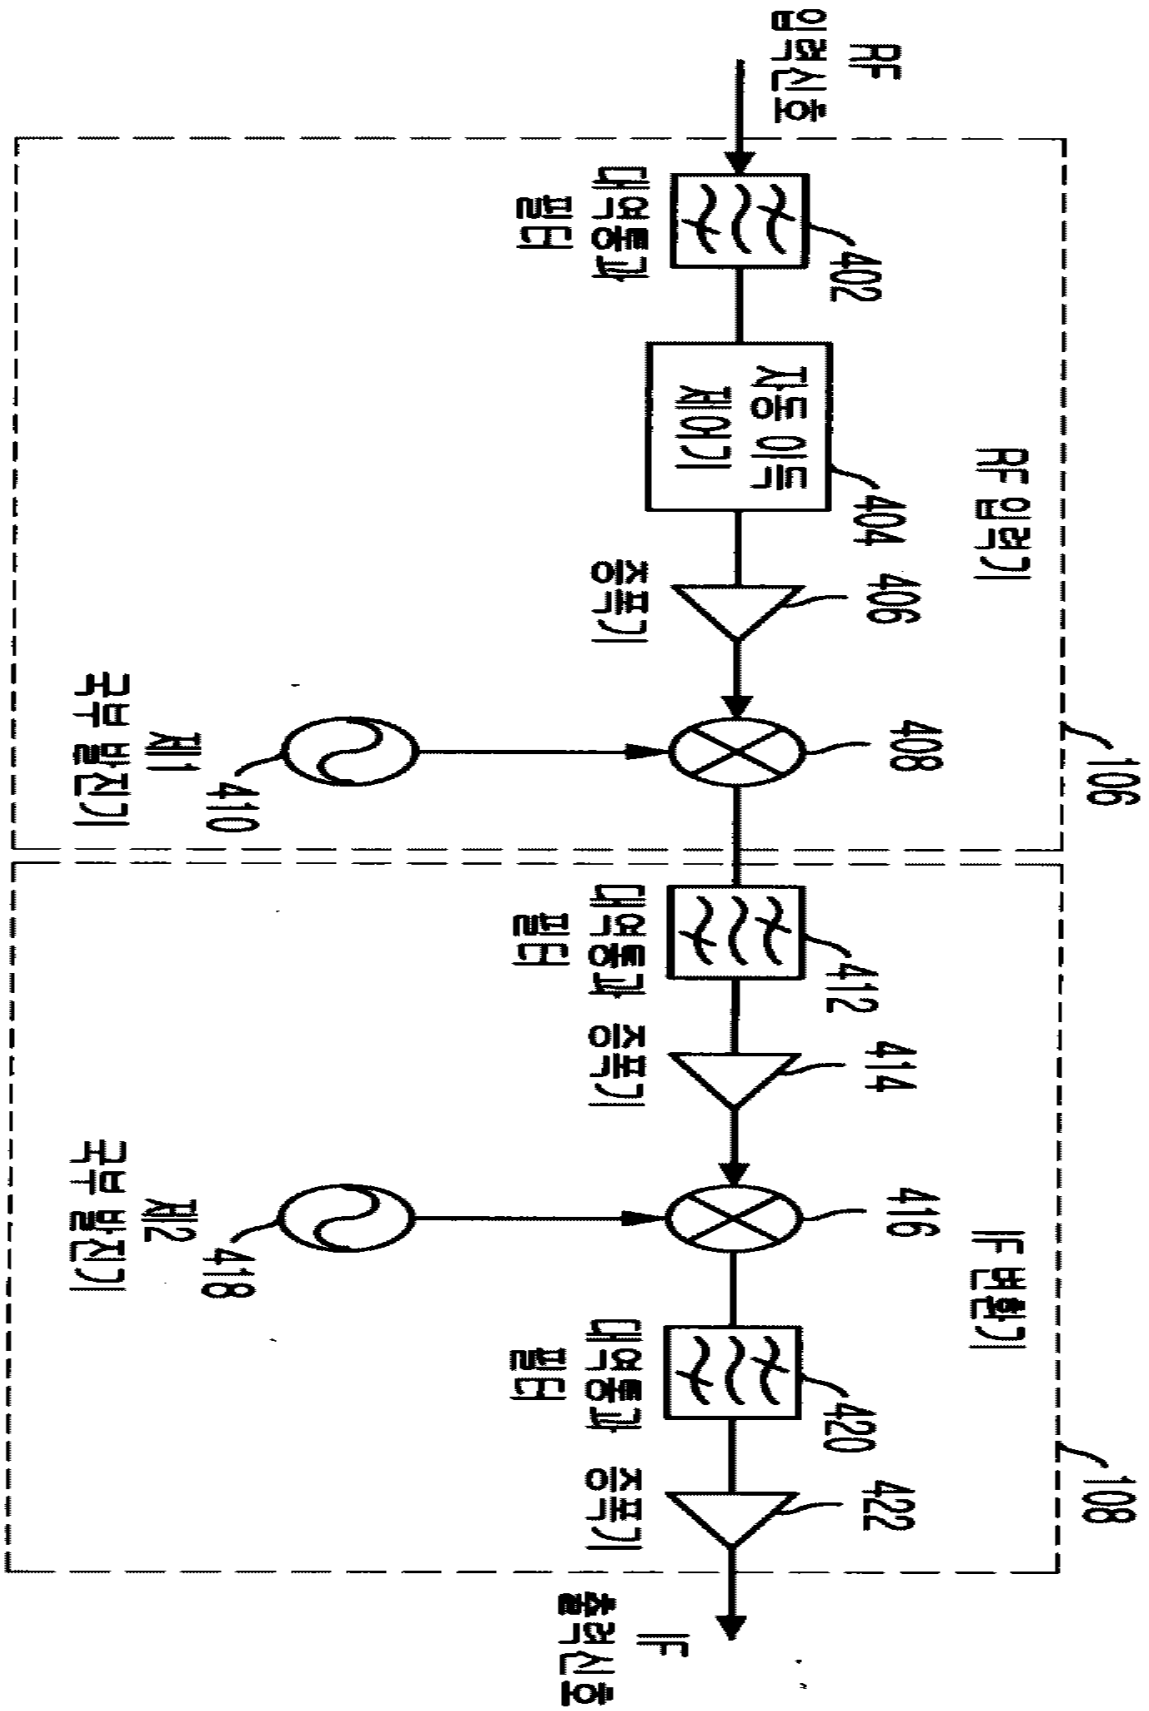 RF
입력신호
RF 입력기
106
402
대역통과
필터
자동 이득
제어기
404
증폭기
406
408
제1
국부 발진기
410
IF 변환기
108
대역통과
필터
412
증폭기
414
416
제2
국부 발진기
418
대역통과
필터
420
증폭기
422
IF
출력신호